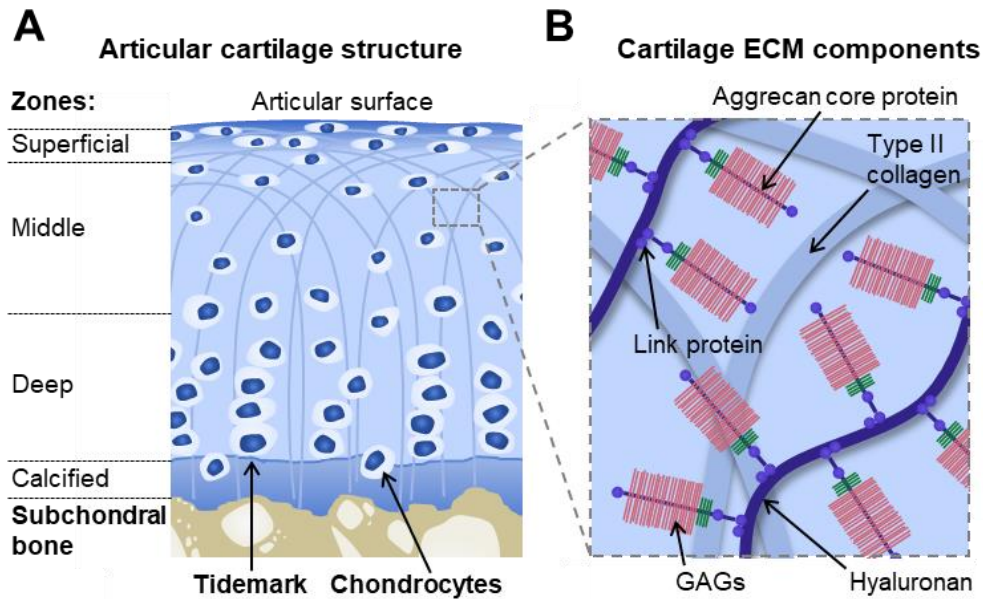 A
Articular cartilage structure
Zones:
Articular surface
Superficial
Middle
Deep
Calcified
Subchondral
bone
Tidemark
Chondrocytes
B
Cartilage ECM components
Aggrecan core protein
Type II
collagen
Link protein
GAGs
Hyaluronan